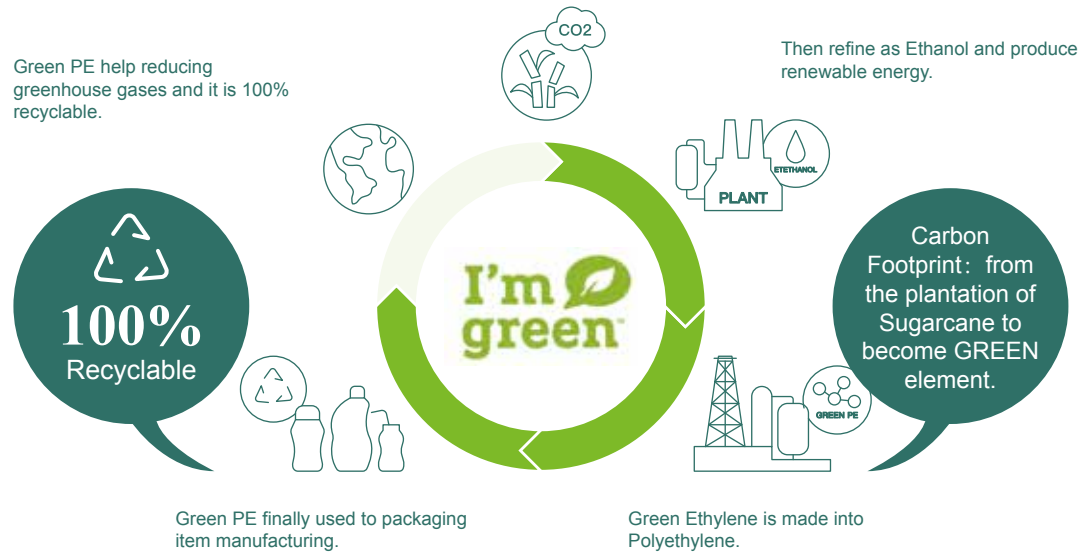 CO2
Green PE help reducing
greenhouse gases and it is 100%
recyclable.
Then refine as Ethanol and produce
renewable energy.
ETETHANOL
PLANT
100%
Recyclable
I'm
green™
Carbon
Footprint：from
the plantation of
Sugarcane to
become GREEN
element.
GREEN PE
Green PE finally used to packaging
item manufacturing.
Green Ethylene is made into
Polyethylene.